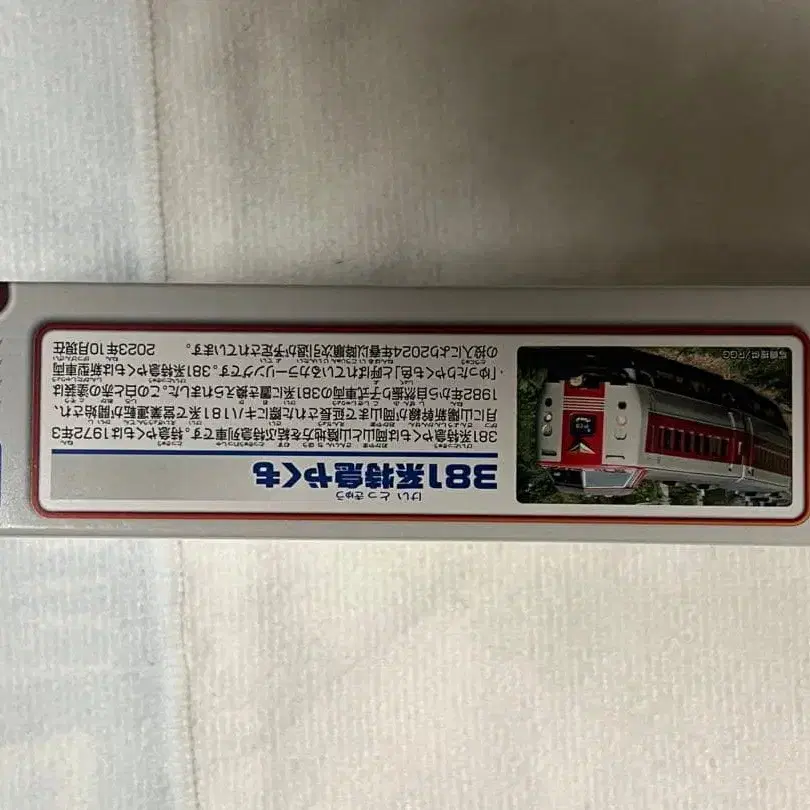 381系特急やくも
381系特急やくもは岡山と山陰地方を結ぶ特急列車です。特急やくもは1972年3
月に山陽新幹線が岡山まで延長された際にキハ181系で営業運転が開始され、
1982年から自然振り子式車両の381系に置き換えられました。この白と赤の塗装は
「ゆったりやくも色」と呼ばれているカラーリングです。381系特急やくもは新型車両
の投入により2024年春以降順次引退が予定されています。 2023年10月現在
写真提供/RGG